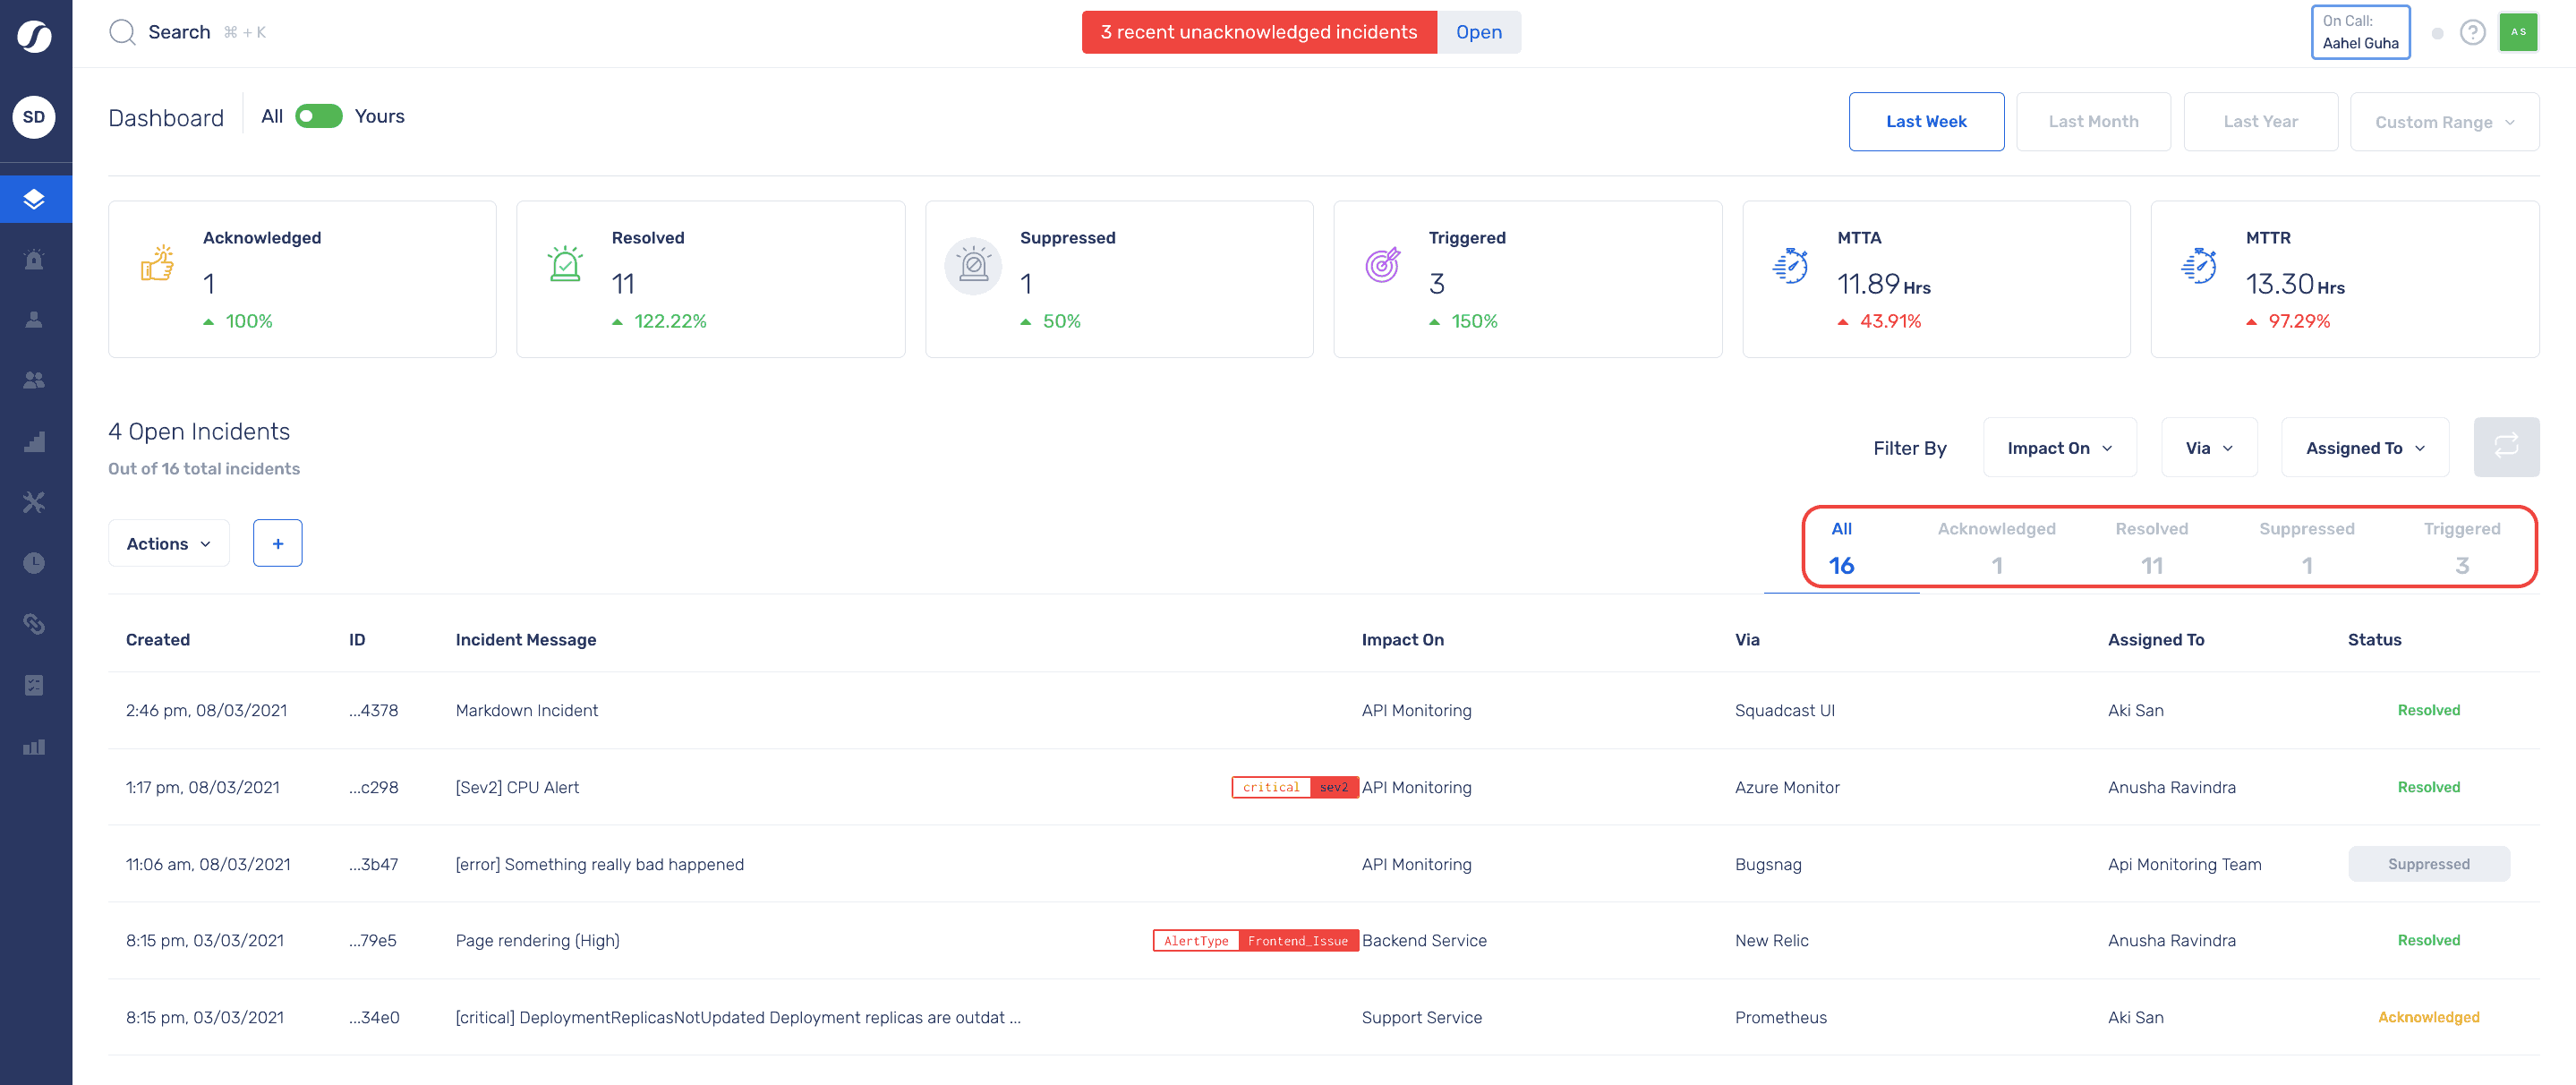 Search ⌘ + K
3 recent unacknowledged incidents Open
On Call:
Aahel Guha
AS
SD
Dashboard All Yours
Last Week Last Month Last Year Custom Range
Acknowledged
1
100%
Resolved
11
122.22%
Suppressed
1
50%
Triggered
3
150%
MTTA
11.89 Hrs
43.91%
MTTR
13.30 Hrs
97.29%
4 Open Incidents
Out of 16 total incidents
Filter By Impact On Via Assigned To
Actions +
All Acknowledged Resolved Suppressed Triggered
16 1 11 1 3
Created ID Incident Message Impact On Via Assigned To Status
2:46 pm, 08/03/2021 ...4378 Markdown Incident API Monitoring Squadcast UI Aki San Resolved
1:17 pm, 08/03/2021 ...c298 [Sev2] CPU Alert critical sev2 API Monitoring Azure Monitor Anusha Ravindra Resolved
11:06 am, 08/03/2021 ...3b47 [error] Something really bad happened API Monitoring Bugsnag Api Monitoring Team Suppressed
8:15 pm, 03/03/2021 ...79e5 Page rendering (High) AlertType Frontend_Issue Backend Service New Relic Anusha Ravindra Resolved
8:15 pm, 03/03/2021 ...34e0 [critical] DeploymentReplicasNotUpdated Deployment replicas are outdat ... Support Service Prometheus Aki San Acknowledged